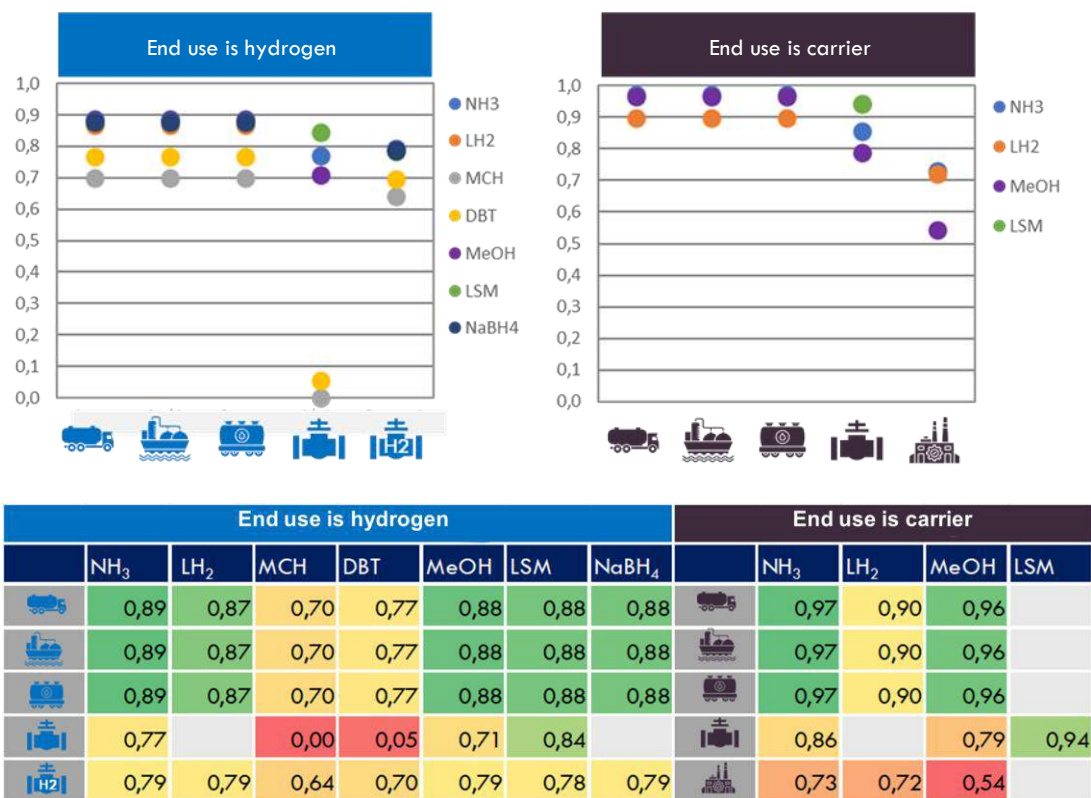 End use is hydrogen
1,0
0,9
0,8
0,7
0,6
0,5
0,4
0,3
0,2
0,1
0,0
NH3
LH2
MCH
DBT
MeOH
LSM
NaBH4
H2
End use is carrier
1,0
0,9
0,8
0,7
0,6
0,5
0,4
0,3
0,2
0,1
0,0
NH3
LH2
MeOH
LSM
End use is hydrogen End use is carrier
NH₃ LH₂ MCH DBT MeOH LSM NaBH₄ NH₃ LH₂ MeOH LSM
0,89 0,87 0,70 0,77 0,88 0,88 0,88 0,97 0,90 0,96
0,89 0,87 0,70 0,77 0,88 0,88 0,88 0,97 0,90 0,96
0,89 0,87 0,70 0,77 0,88 0,88 0,88 0,97 0,90 0,96
0,77 0,00 0,05 0,71 0,84 0,86 0,79 0,94
H2 0,79 0,79 0,64 0,70 0,79 0,78 0,79 0,73 0,72 0,54